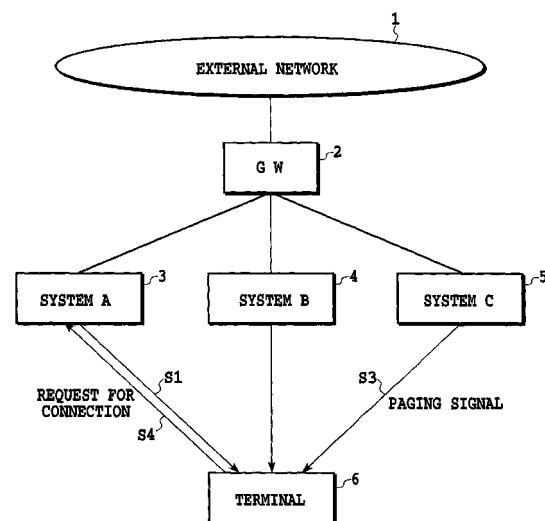 1
EXTERNAL NETWORK
2
G W
3
4
5
SYSTEM A
SYSTEM B
SYSTEM C
S1
S3
REQUEST FOR
CONNECTION
PAGING SIGNAL
S4
6
TERMINAL